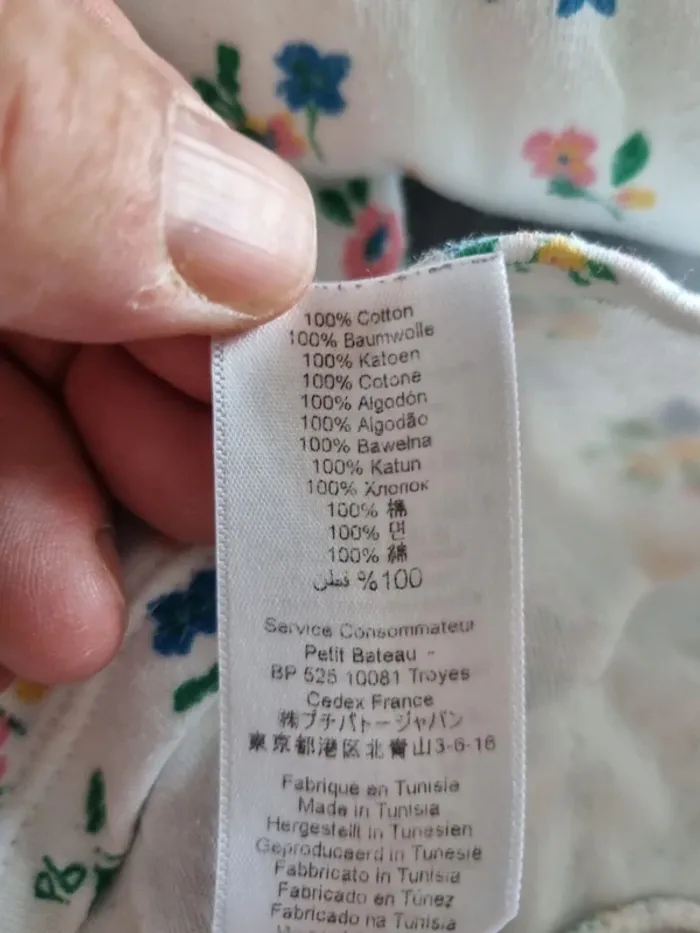 100% Cotton
100% Baumwolle
100% Katoen
100% Cotone
100% Algodón
100% Algodão
100% Bawełna
100% Katun
100% Хлопок
100% 棉
100% 면
100% 綿
100% قطن
Service Consommateur
Petit Bateau -
BP 525 10081 Troyes
Cedex France
㈱プチバトージャパン
東京都港区北青山3-6-16
Fabriqué en Tunisie
Made in Tunisia
Hergestellt in Tunesien
Geproduceerd in Tunesië
Fabbricato in Tunisia
Fabricado en Túnez
Fabricado na Tunísia